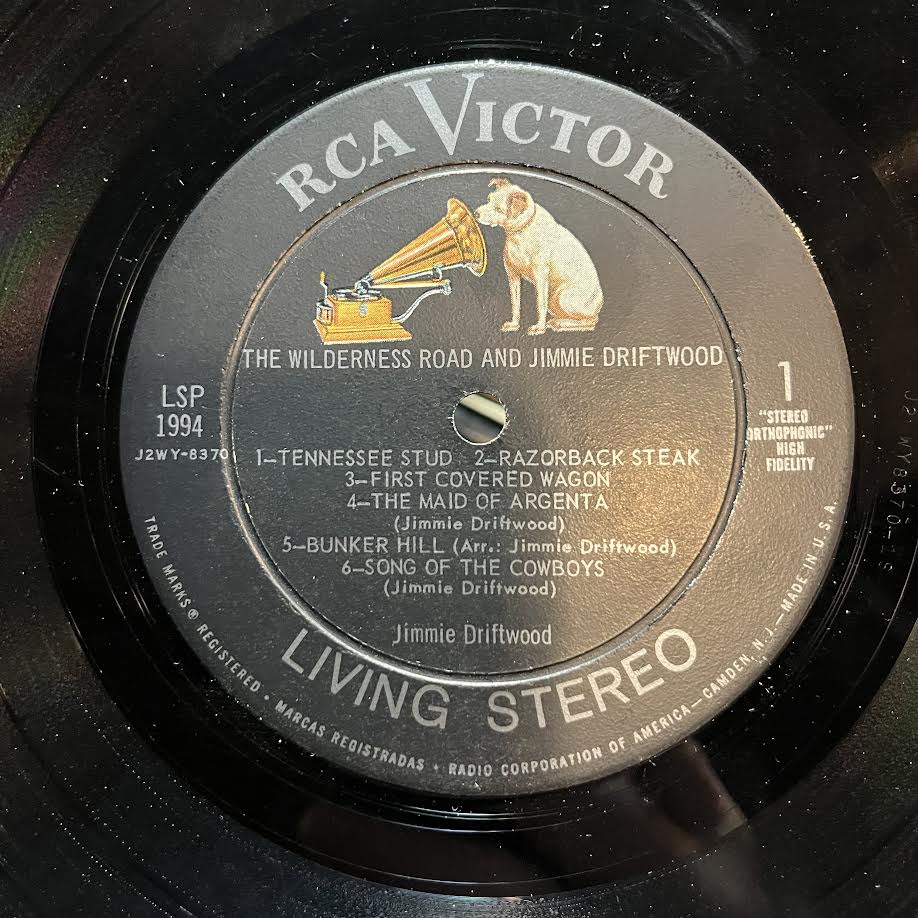 RCA VICTOR
THE WILDERNESS ROAD AND JIMMIE DRIFTWOOD
LSP
1994
J2WY-8370
1
"STEREO
ORTHOPHONIC"
HIGH
FIDELITY
1—TENNESSEE STUD 2—RAZORBACK STEAK
3—FIRST COVERED WAGON
4—THE MAID OF ARGENTA
(Jimmie Driftwood)
5—BUNKER HILL (Arr.: Jimmie Driftwood)
6—SONG OF THE COWBOYS
(Jimmie Driftwood)
Jimmie Driftwood
LIVING STEREO
TRADE MARKS ® REGISTERED • MARCAS REGISTRADAS • RADIO CORPORATION OF AMERICA—CAMDEN, N.J.—MADE IN U.S.A.